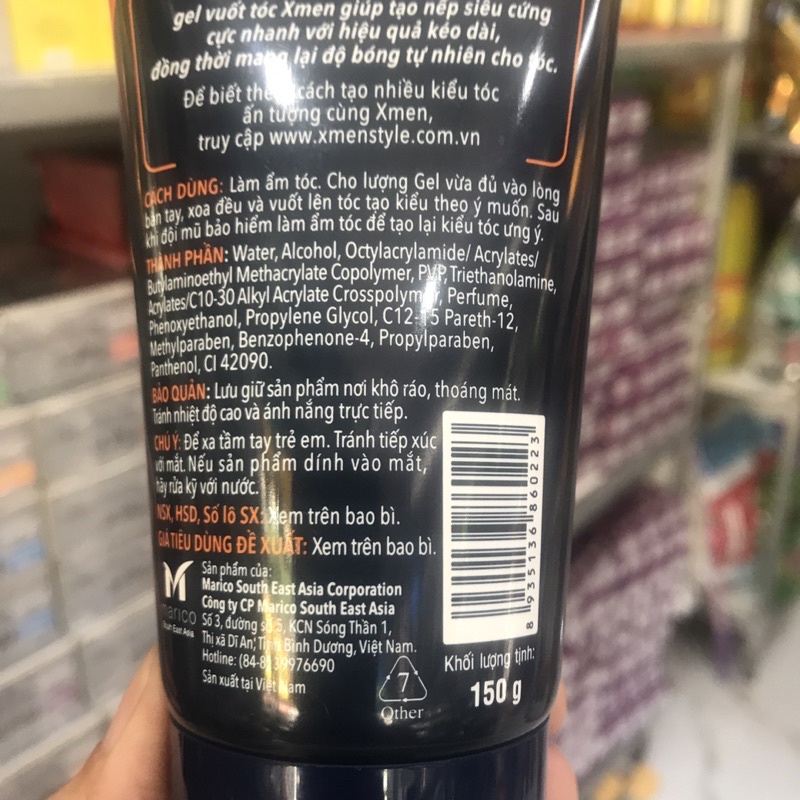 gel vuốt tóc Xmen giúp tạo nếp siêu cứng
cực nhanh với hiệu quả kéo dài,
đồng thời mang lại độ bóng tự nhiên cho tóc.
Để biết thêm cách tạo nhiều kiểu tóc
ấn tượng cùng Xmen,
truy cập www.xmenstyle.com.vn
CÁCH DÙNG: Làm ẩm tóc. Cho lượng Gel vừa đủ vào lòng
bàn tay, xoa đều và vuốt lên tóc tạo kiểu theo ý muốn. Sau
khi đội mũ bảo hiểm làm ẩm tóc để tạo lại kiểu tóc ưng ý.
THÀNH PHẦN: Water, Alcohol, Octylacrylamide/ Acrylates/
Butylaminoethyl Methacrylate Copolymer, PVP, Triethanolamine,
Acrylates/C10-30 Alkyl Acrylate Crosspolymer, Perfume,
Phenoxyethanol, Propylene Glycol, C12-15 Pareth-12,
Methylparaben, Benzophenone-4, Propylparaben,
Panthenol, CI 42090.
BẢO QUẢN: Lưu giữ sản phẩm nơi khô ráo, thoáng mát.
Tránh nhiệt độ cao và ánh nắng trực tiếp.
CHÚ Ý: Để xa tầm tay trẻ em. Tránh tiếp xúc
với mắt. Nếu sản phẩm dính vào mắt,
hãy rửa kỹ với nước.
NSX, HSD, Số lô SX: Xem trên bao bì.
GIÁ TIÊU DÙNG ĐỀ XUẤT: Xem trên bao bì.
Sản phẩm của:
Marico South East Asia Corporation
Công ty CP Marico South East Asia
Số 3, đường số 5, KCN Sóng Thần 1,
Thị xã Dĩ An, Tỉnh Bình Dương, Việt Nam.
Hotline: (84-8)39976690
Sản xuất tại Việt Nam
marico
South East Asia
7
Other
8 935136 860223
Khối lượng tịnh:
150 g